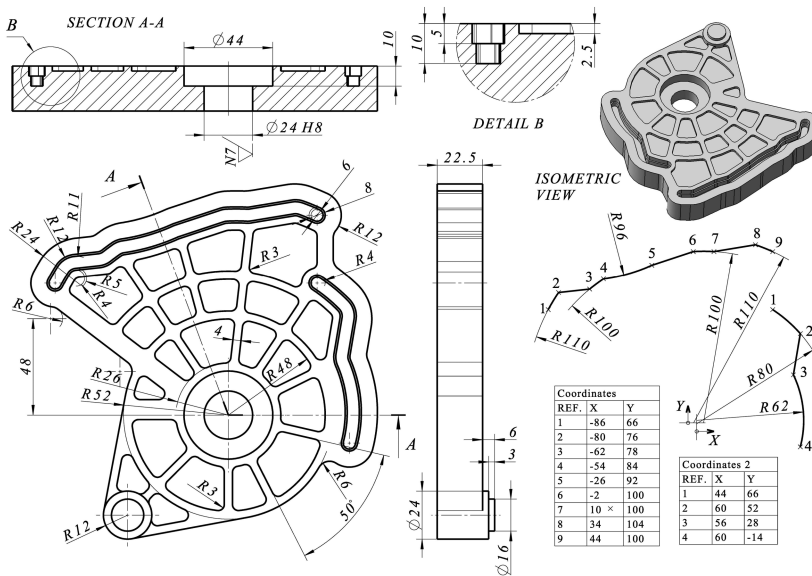 SECTION A-A
B
Ø44
10
Ø24 H8
N7
10
5
2.5
DETAIL B
22.5
ISOMETRIC
VIEW
A
6
8
R12
R11
R12
R24
R5
R4
R6
R3
R4
48
4
R48
R26
R52
A
R6
R3
50°
R12
6
3
Ø24
Ø16
R96
1
2
3
4
5
6
7
8
9
R110
R100
R100
R110
R80
R62
1
2
3
4
Y
X
Coordinates
REF. X Y
1 -86 66
2 -80 76
3 -62 78
4 -54 84
5 -26 92
6 -2 100
7 10 × 100
8 34 104
9 44 100
Coordinates 2
REF. X Y
1 44 66
2 60 52
3 56 28
4 60 -14